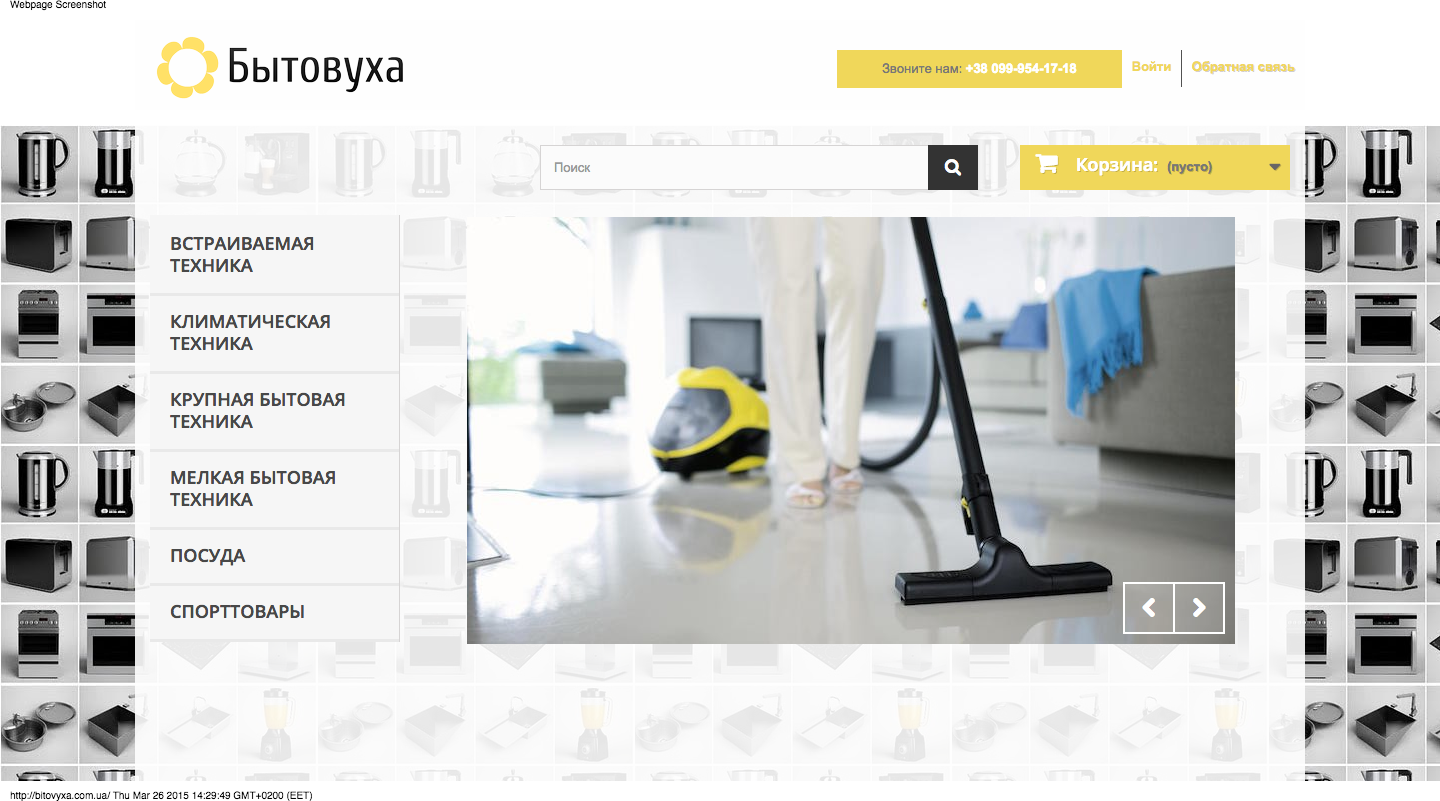 Webpage Screenshot
Бытовуха
Звоните нам: +38 099-954-17-18
Войти
Обратная связь
Поиск
Корзина: (пусто)
ВСТРАИВАЕМАЯ
ТЕХНИКА
КЛИМАТИЧЕСКАЯ
ТЕХНИКА
КРУПНАЯ БЫТОВАЯ
ТЕХНИКА
МЕЛКАЯ БЫТОВАЯ
ТЕХНИКА
ПОСУДА
СПОРТТОВАРЫ
http://bitovyxa.com.ua/ Thu Mar 26 2015 14:29:49 GMT+0200 (EET)